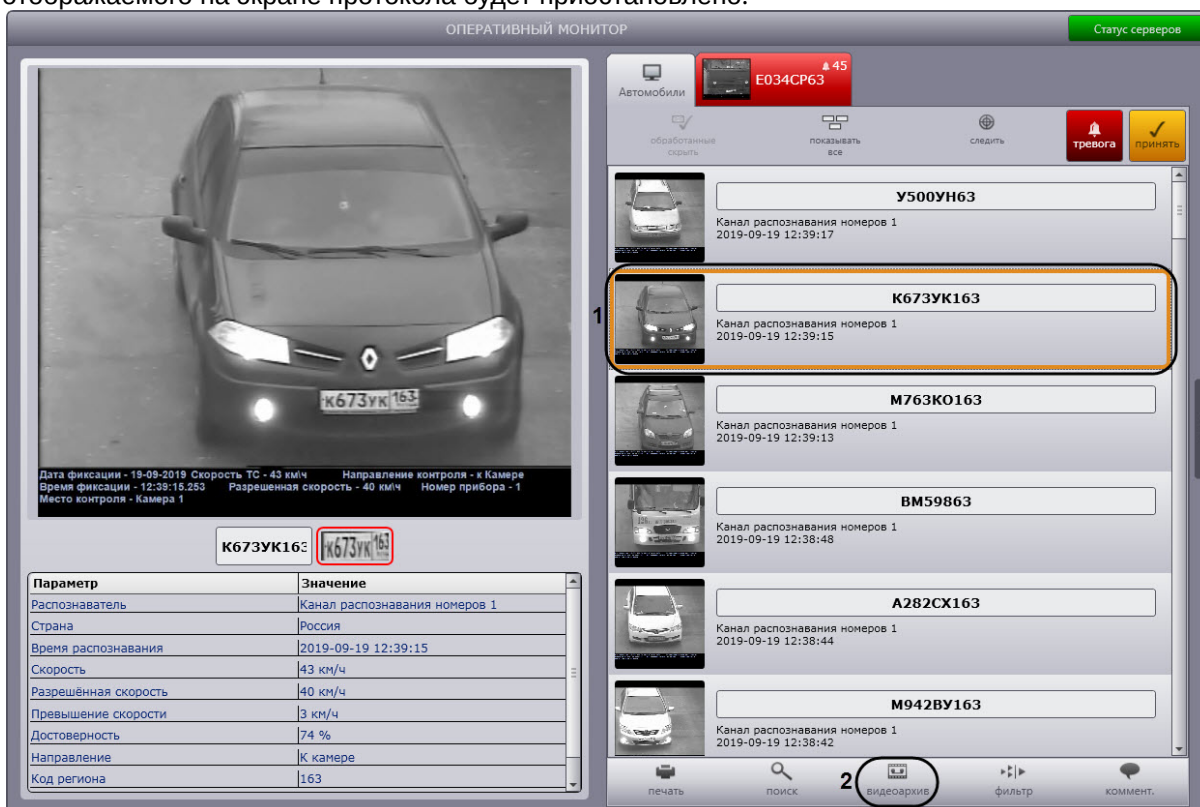 отображаемого на экране протокола будет приостановлено.
ОПЕРАТИВНЫЙ МОНИТОР
Статус серверов
к673ук 163
Дата фиксации - 19-09-2019 Скорость ТС - 43 км\ч Направление контроля - к Камере
Время фиксации - 12:39:15.253 Разрешенная скорость - 40 км\ч Номер прибора - 1
Место контроля - Камера 1
К673УК163
к673ук 163
Параметр Значение
Распознаватель Канал распознавания номеров 1
Страна Россия
Время распознавания 2019-09-19 12:39:15
Скорость 43 км/ч
Разрешённая скорость 40 км/ч
Превышение скорости 3 км/ч
Достоверность 74 %
Направление К камере
Код региона 163
Автомобили
45
Е034СР63
обработанные скрыть
показывать все
следить
тревога
принять
У500УН63
Канал распознавания номеров 1
2019-09-19 12:39:17
1
К673УК163
Канал распознавания номеров 1
2019-09-19 12:39:15
М763КО163
Канал распознавания номеров 1
2019-09-19 12:39:13
ВМ59863
Канал распознавания номеров 1
2019-09-19 12:38:48
А282СХ163
Канал распознавания номеров 1
2019-09-19 12:38:44
М942ВУ163
Канал распознавания номеров 1
2019-09-19 12:38:42
печать
поиск
2
видеоархив
фильтр
коммент.